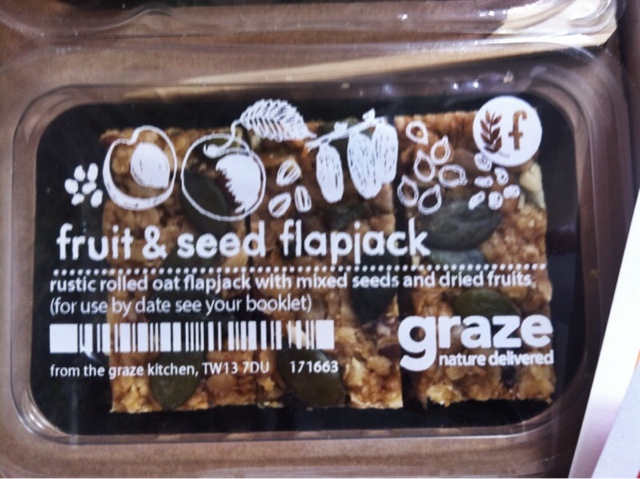 f
fruit & seed flapjack
rustic rolled oat flapjack with mixed seeds and dried fruits
(for use by date see your booklet)
graze
nature delivered
from the graze kitchen, TW13 7DU 171663